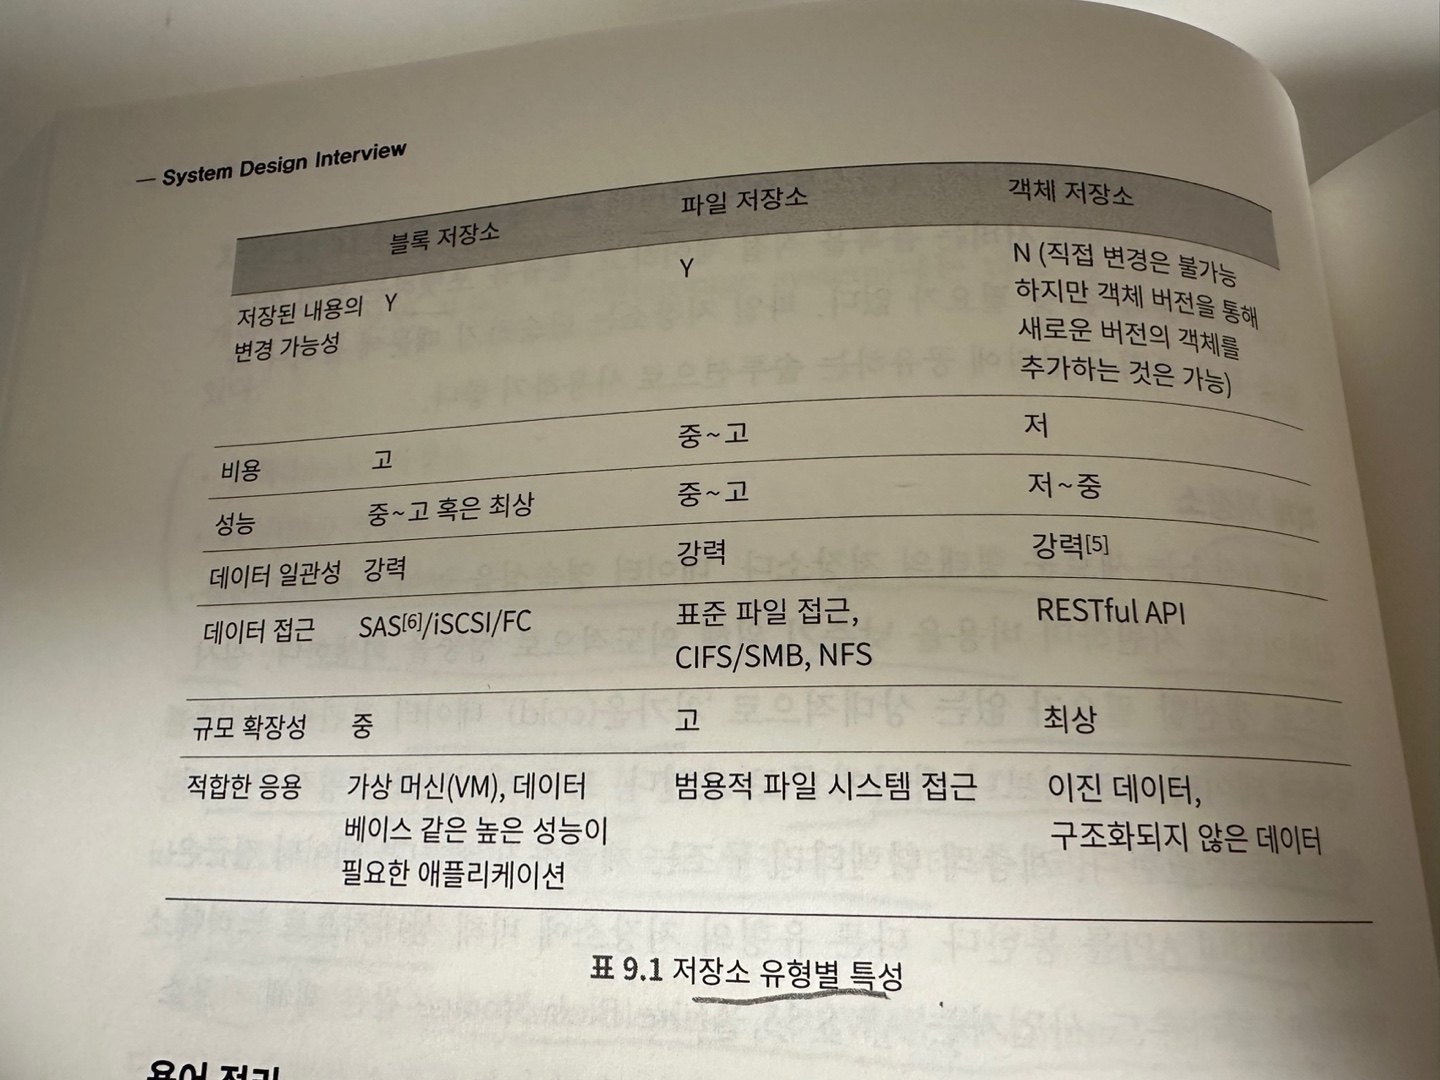 — System Design Interview
블록 저장소 파일 저장소 객체 저장소
저장된 내용의 Y Y N (직접 변경은 불가능
변경 가능성 하지만 객체 버전을 통해
새로운 버전의 객체를
추가하는 것은 가능)
비용 고 중~고 저
성능 중~고 혹은 최상 중~고 저~중
데이터 일관성 강력 강력 강력[5]
데이터 접근 SAS[6]/iSCSI/FC 표준 파일 접근, RESTful API
CIFS/SMB, NFS
규모 확장성 중 고 최상
적합한 응용 가상 머신(VM), 데이터 범용적 파일 시스템 접근 이진 데이터,
베이스 같은 높은 성능이 구조화되지 않은 데이터
필요한 애플리케이션
표 9.1 저장소 유형별 특성